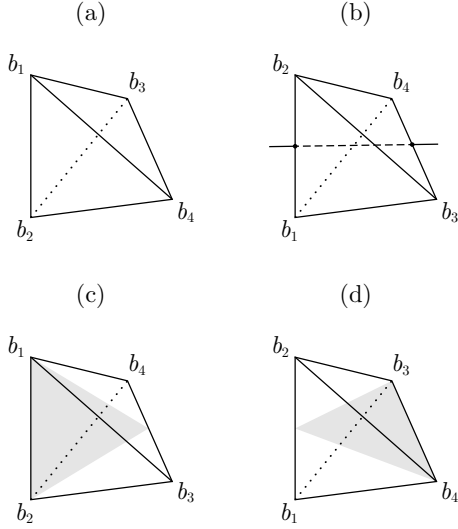 (a) (b)
b₁ b₃ b₂ b₄
b₂ b₄ b₁ b₃
(c) (d)
b₁ b₄ b₂ b₃
b₂ b₃ b₁ b₄